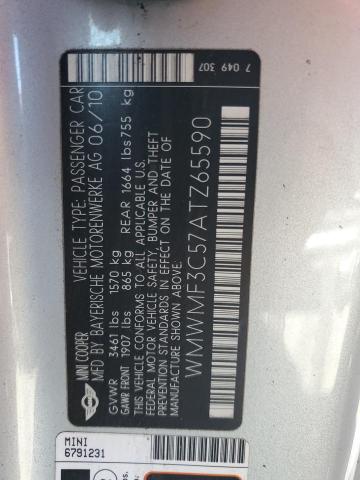 7 049 307
MINI COOPER
VEHICLE TYPE: PASSENGER CAR
MFD BY BAYERISCHE MOTORENWERKE AG 06/10
GVWR 3461 lbs 1570 kg
GAWR FRONT 1907 lbs 865 kg REAR 1664 lbs 755 kg
THIS VEHICLE CONFORMS TO ALL APPLICABLE U.S.
FEDERAL MOTOR VEHICLE SAFETY, BUMPER AND THEFT
PREVENTION STANDARDS IN EFFECT ON THE DATE OF
MANUFACTURE SHOWN ABOVE.
WMWMF3C57ATZ65590
MINI
6791231